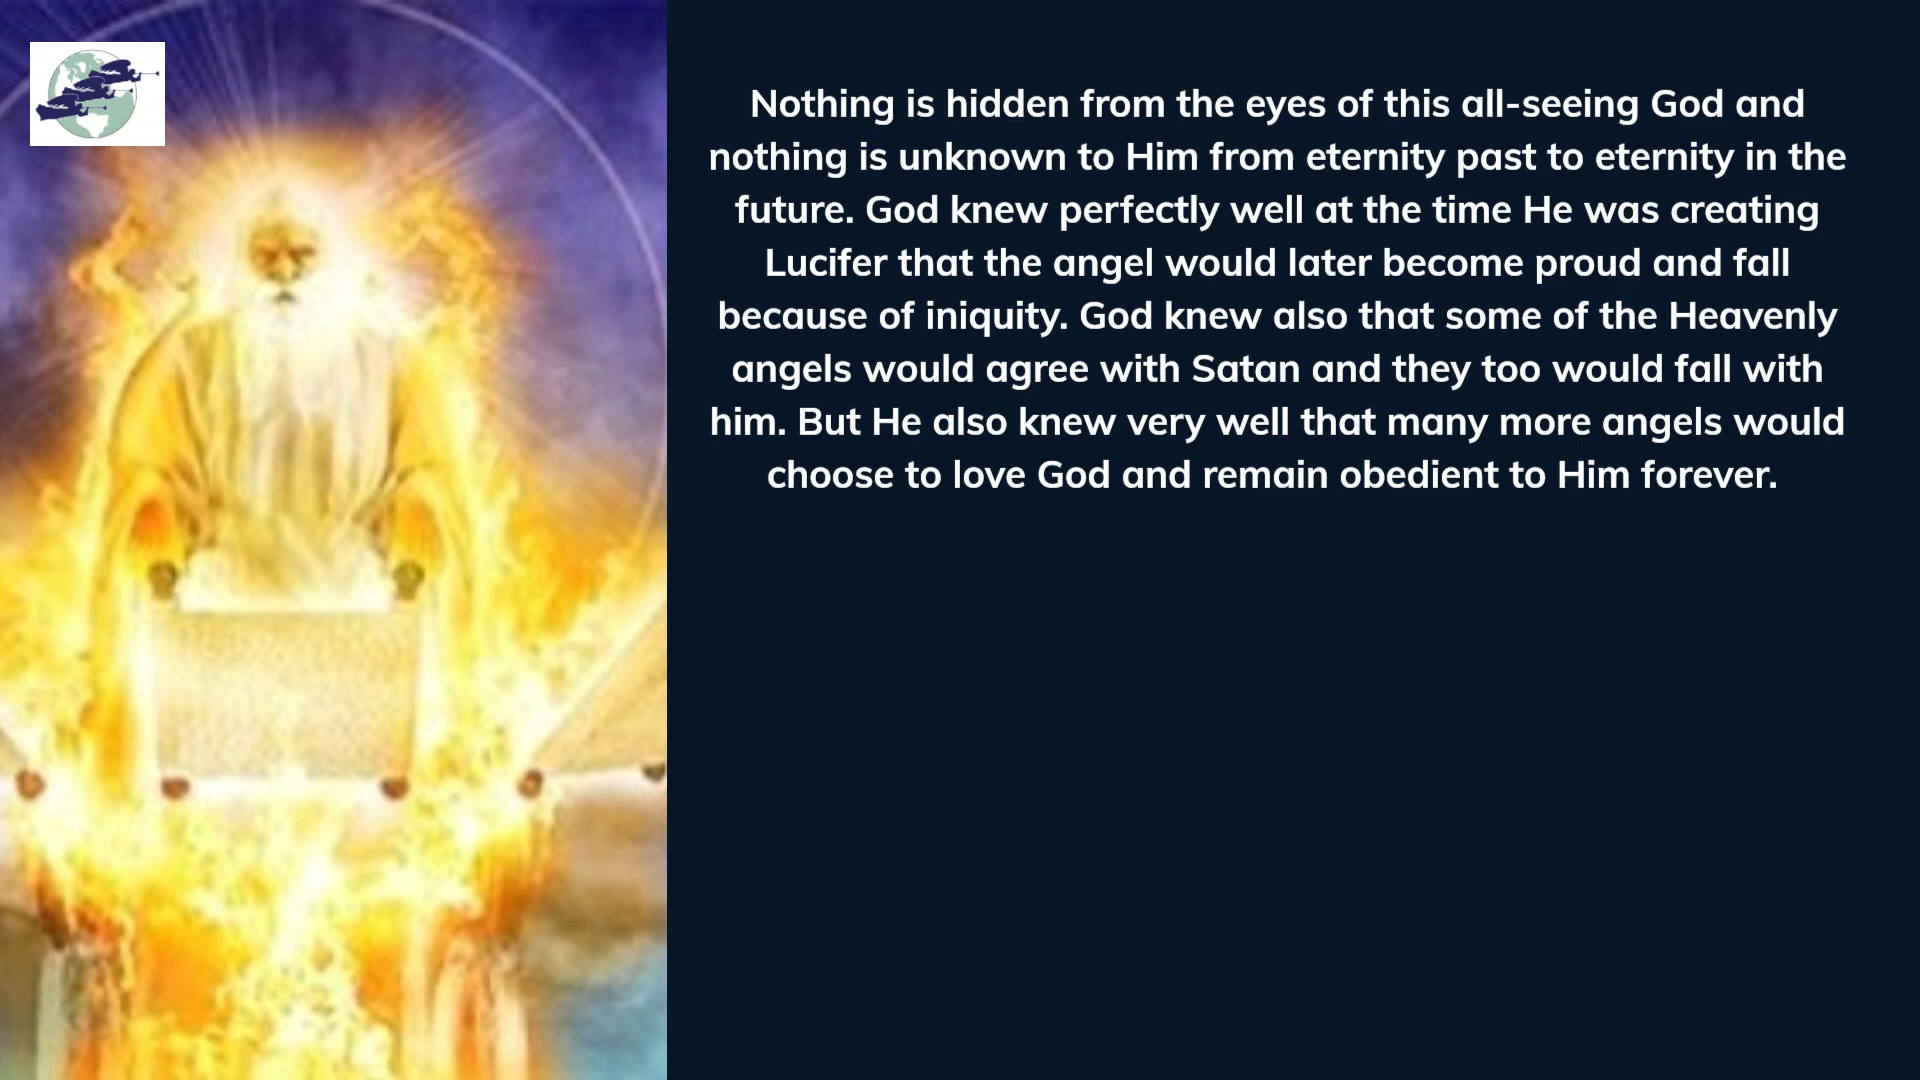 Nothing is hidden from the eyes of this all-seeing God and
nothing is unknown to Him from eternity past to eternity in the
future. God knew perfectly well at the time He was creating
Lucifer that the angel would later become proud and fall
because of iniquity. God knew also that some of the Heavenly
angels would agree with Satan and they too would fall with
him. But He also knew very well that many more angels would
choose to love God and remain obedient to Him forever.